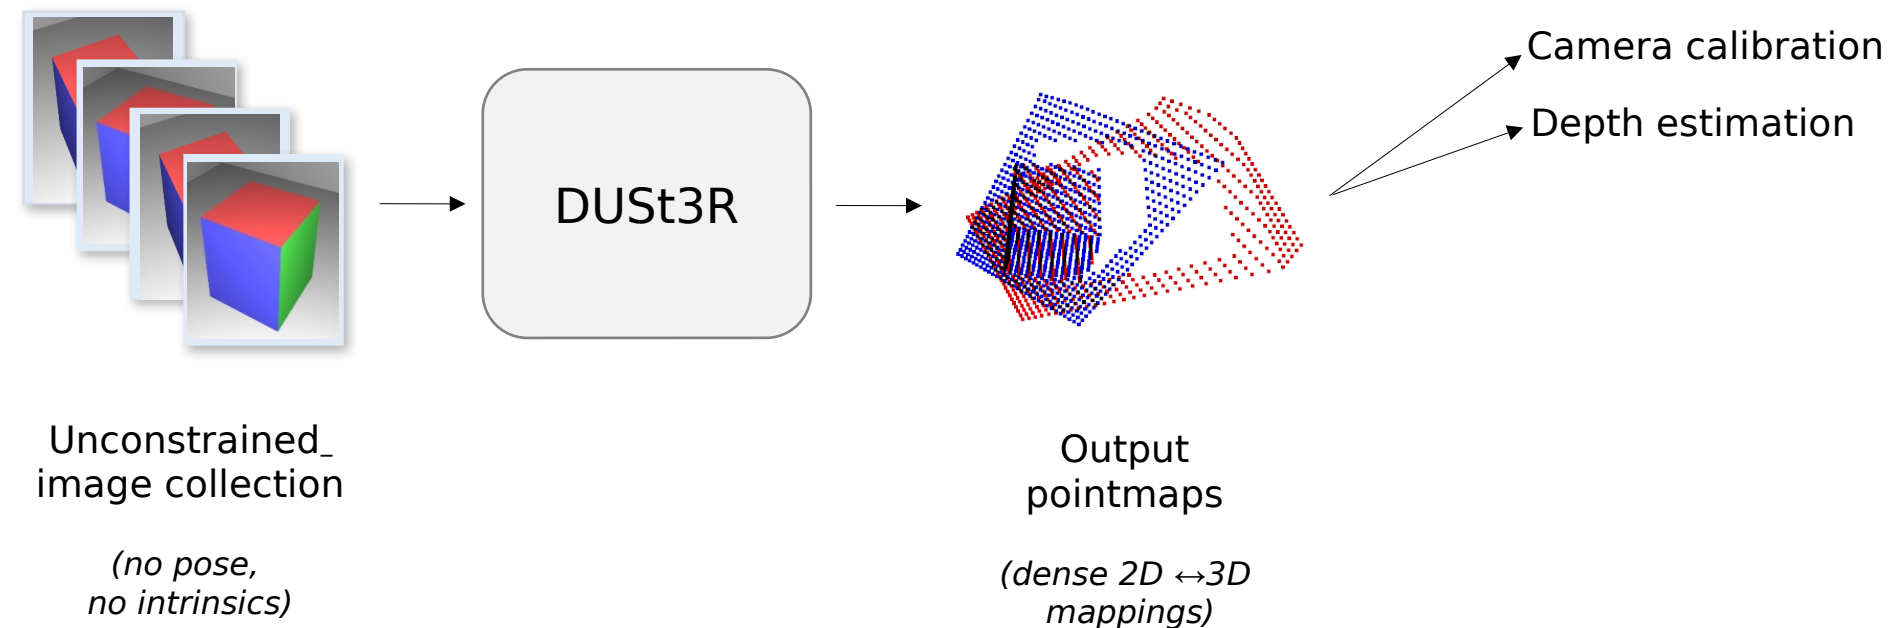 Camera calibration
Depth estimation
DUSt3R
Unconstrained_
image collection
(no pose,
no intrinsics)
Output
pointmaps
(dense 2D ↔3D
mappings)